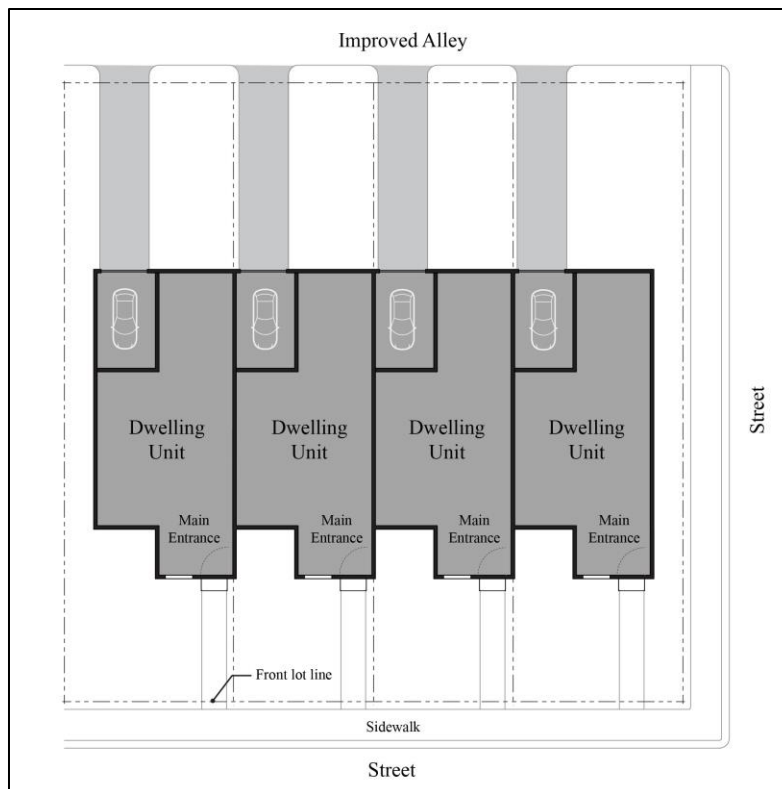 Improved Alley
Dwelling
Unit
Dwelling
Unit
Dwelling
Unit
Dwelling
Unit
Street
Main
Entrance
Main
Entrance
Main
Entrance
Main
Entrance
Front lot line
Sidewalk
Street